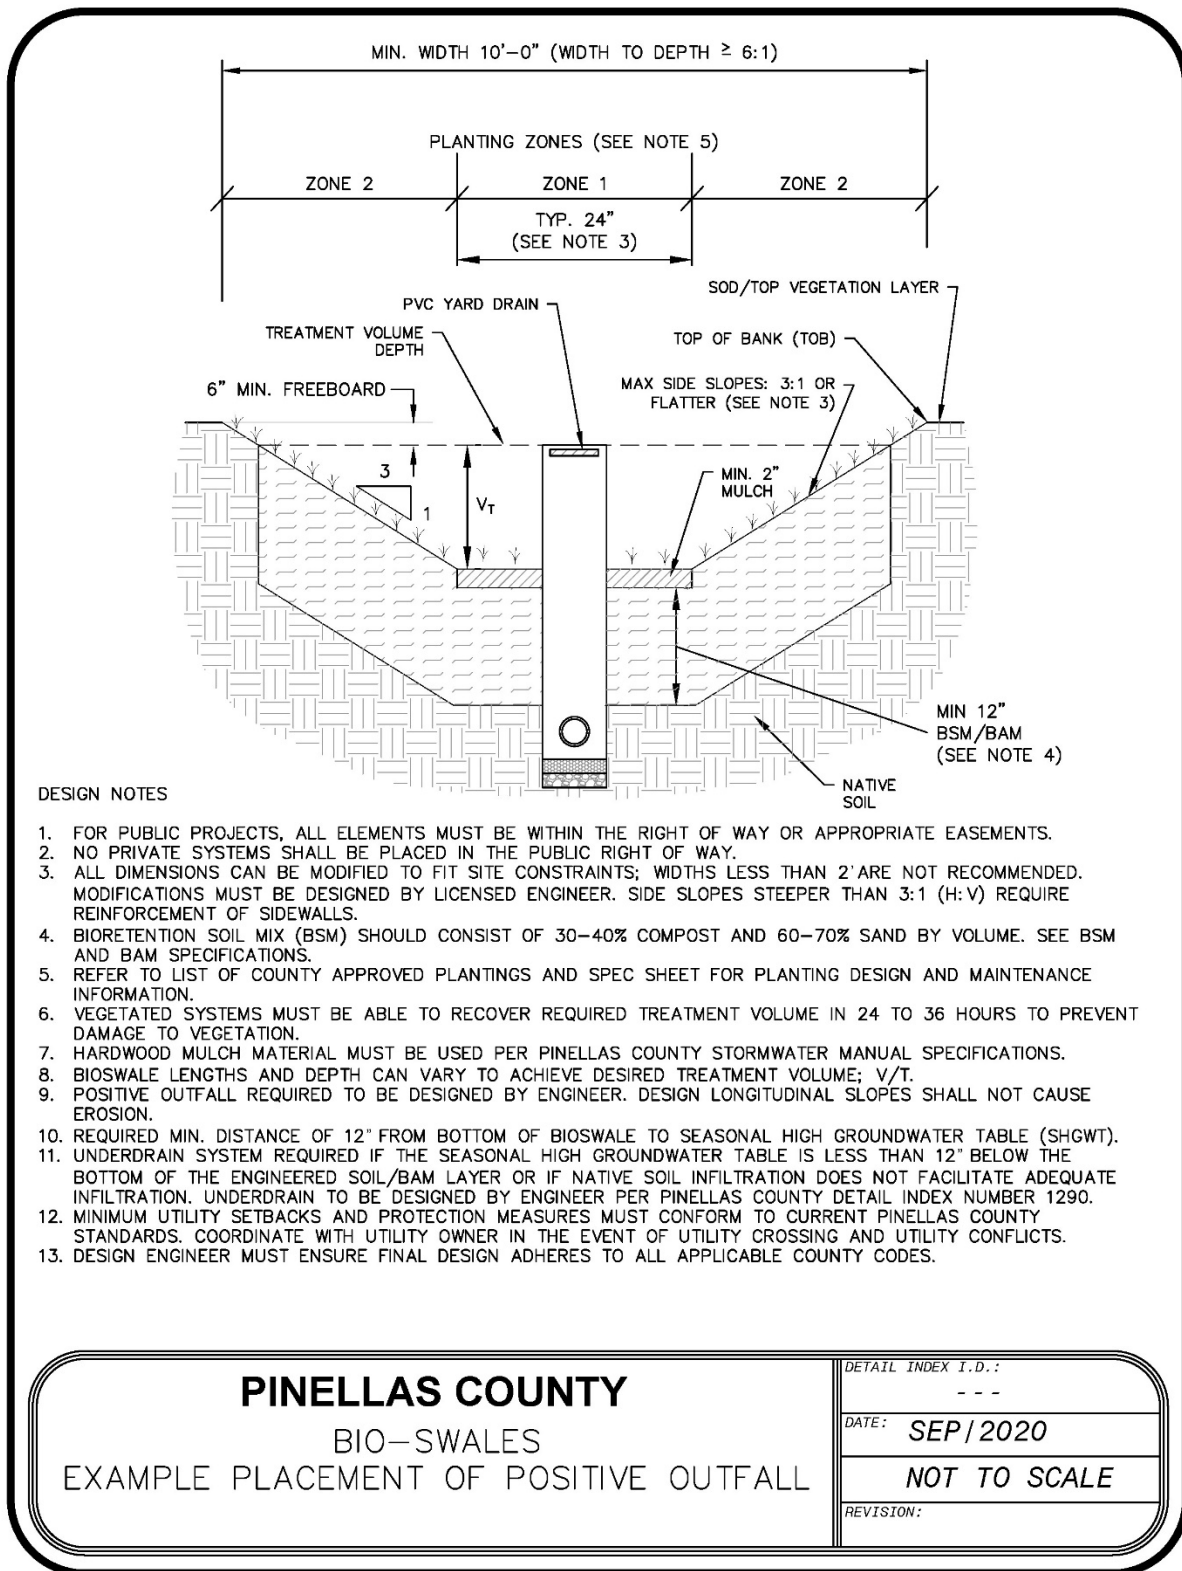 MIN. WIDTH 10'-0" (WIDTH TO DEPTH ≥ 6:1)
PLANTING ZONES (SEE NOTE 5)
ZONE 2
ZONE 1
ZONE 2
TYP. 24"
(SEE NOTE 3)
SOD/TOP VEGETATION LAYER
PVC YARD DRAIN
TREATMENT VOLUME
DEPTH
TOP OF BANK (TOB)
6" MIN. FREEBOARD
MAX SIDE SLOPES: 3:1 OR
FLATTER (SEE NOTE 3)
3
1
VT
MIN. 2"
MULCH
MIN 12"
BSM/BAM
(SEE NOTE 4)
NATIVE
SOIL
DESIGN NOTES
1. FOR PUBLIC PROJECTS, ALL ELEMENTS MUST BE WITHIN THE RIGHT OF WAY OR APPROPRIATE EASEMENTS.
2. NO PRIVATE SYSTEMS SHALL BE PLACED IN THE PUBLIC RIGHT OF WAY.
3. ALL DIMENSIONS CAN BE MODIFIED TO FIT SITE CONSTRAINTS; WIDTHS LESS THAN 2' ARE NOT RECOMMENDED.
MODIFICATIONS MUST BE DESIGNED BY LICENSED ENGINEER. SIDE SLOPES STEEPER THAN 3:1 (H:V) REQUIRE
REINFORCEMENT OF SIDEWALLS.
4. BIORETENTION SOIL MIX (BSM) SHOULD CONSIST OF 30-40% COMPOST AND 60-70% SAND BY VOLUME. SEE BSM
AND BAM SPECIFICATIONS.
5. REFER TO LIST OF COUNTY APPROVED PLANTINGS AND SPEC SHEET FOR PLANTING DESIGN AND MAINTENANCE
INFORMATION.
6. VEGETATED SYSTEMS MUST BE ABLE TO RECOVER REQUIRED TREATMENT VOLUME IN 24 TO 36 HOURS TO PREVENT
DAMAGE TO VEGETATION.
7. HARDWOOD MULCH MATERIAL MUST BE USED PER PINELLAS COUNTY STORMWATER MANUAL SPECIFICATIONS.
8. BIOSWALE LENGTHS AND DEPTH CAN VARY TO ACHIEVE DESIRED TREATMENT VOLUME; V/T.
9. POSITIVE OUTFALL REQUIRED TO BE DESIGNED BY ENGINEER. DESIGN LONGITUDINAL SLOPES SHALL NOT CAUSE
EROSION.
10. REQUIRED MIN. DISTANCE OF 12" FROM BOTTOM OF BIOSWALE TO SEASONAL HIGH GROUNDWATER TABLE (SHGWT).
11. UNDERDRAIN SYSTEM REQUIRED IF THE SEASONAL HIGH GROUNDWATER TABLE IS LESS THAN 12" BELOW THE
BOTTOM OF THE ENGINEERED SOIL/BAM LAYER OR IF NATIVE SOIL INFILTRATION DOES NOT FACILITATE ADEQUATE
INFILTRATION. UNDERDRAIN TO BE DESIGNED BY ENGINEER PER PINELLAS COUNTY DETAIL INDEX NUMBER 1290.
12. MINIMUM UTILITY SETBACKS AND PROTECTION MEASURES MUST CONFORM TO CURRENT PINELLAS COUNTY
STANDARDS. COORDINATE WITH UTILITY OWNER IN THE EVENT OF UTILITY CROSSING AND UTILITY CONFLICTS.
13. DESIGN ENGINEER MUST ENSURE FINAL DESIGN ADHERES TO ALL APPLICABLE COUNTY CODES.
PINELLAS COUNTY
BIO-SWALES
EXAMPLE PLACEMENT OF POSITIVE OUTFALL
DETAIL INDEX I.D.:
- - -
DATE: SEP/2020
NOT TO SCALE
REVISION: